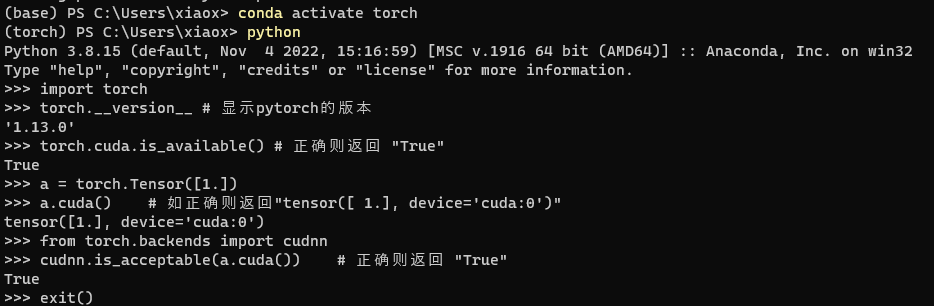 (base) PS C:\Users\xiaox> conda activate torch
(torch) PS C:\Users\xiaox> python
Python 3.8.15 (default, Nov  4 2022, 15:16:59) [MSC v.1916 64 bit (AMD64)] :: Anaconda, Inc. on win32
Type "help", "copyright", "credits" or "license" for more information.
>>> import torch
>>> torch.__version__ # 显示pytorch的版本
'1.13.0'
>>> torch.cuda.is_available() # 正确则返回 "True"
True
>>> a = torch.Tensor([1.])
>>> a.cuda()    # 如正确则返回"tensor([ 1.], device='cuda:0')"
tensor([1.], device='cuda:0')
>>> from torch.backends import cudnn
>>> cudnn.is_acceptable(a.cuda())    # 正确则返回 "True"
True
>>> exit()